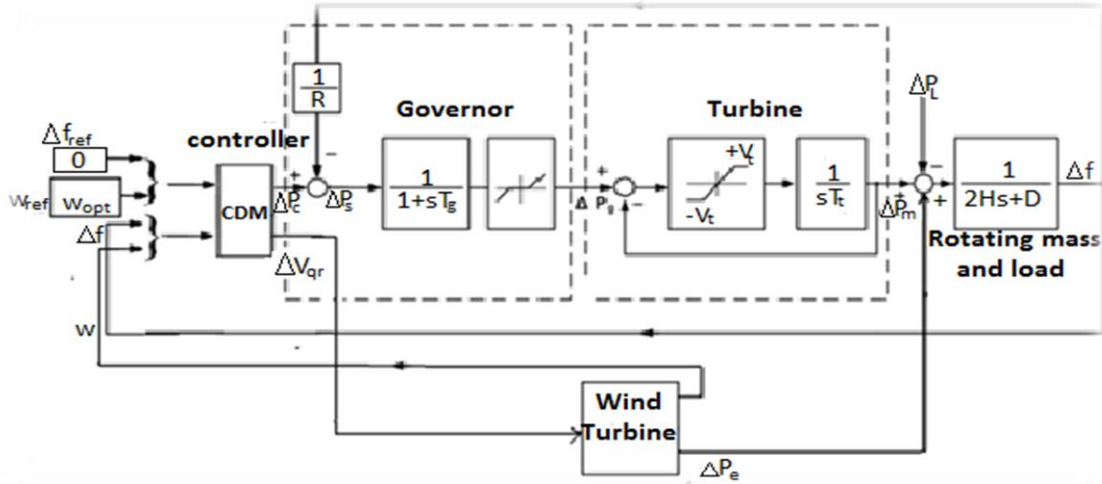 1
R
Governor
Turbine
ΔP_L
controller
Δf_ref
0
w_ref
w_opt
Δf
CDM
+
−
ΔP_c
ΔP_s
1
1+sT_g
Δ P_g
+
−
+V_t
-V_t
1
sT_t
ΔP_m
+
−
+
1
2Hs+D
Δf
Rotating mass
and load
ΔV_qr
w
Wind
Turbine
ΔP_e